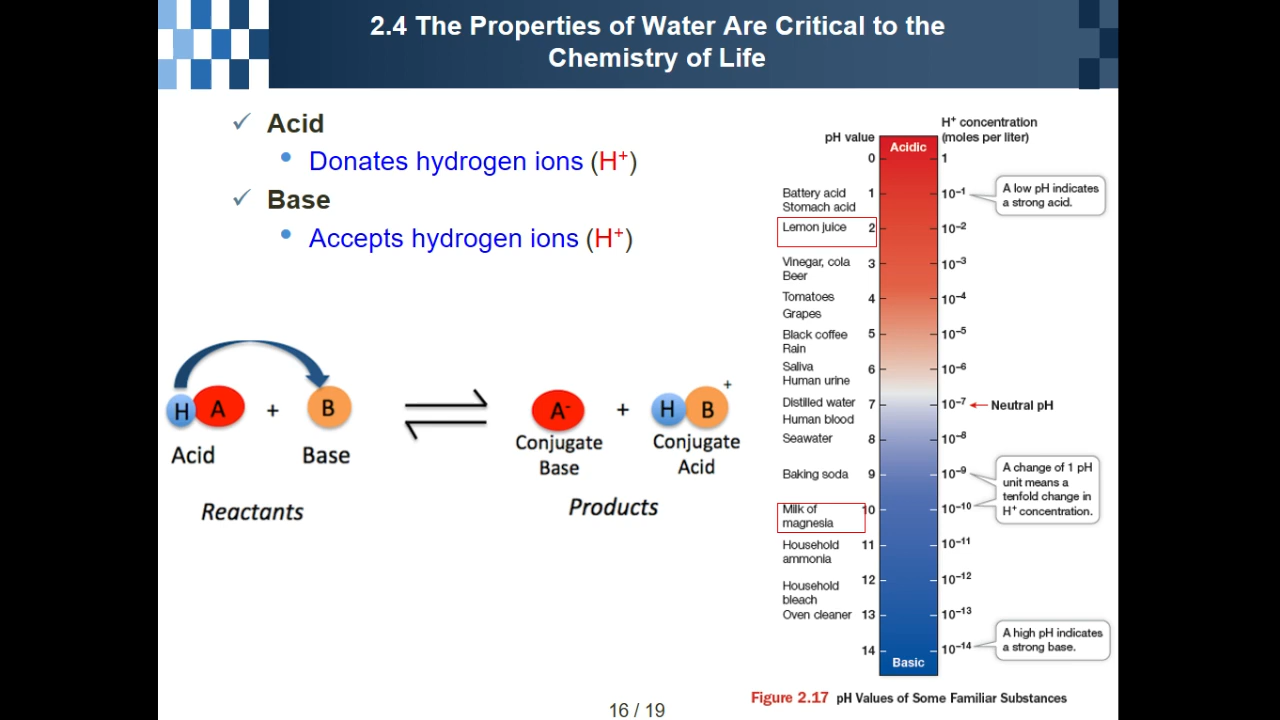 2.4 The Properties of Water Are Critical to the
Chemistry of Life
✓ Acid
• Donates hydrogen ions (H⁺)
✓ Base
• Accepts hydrogen ions (H⁺)
H A + B
Acid Base
Reactants
A⁻ + H B ⁺
Conjugate Base
Conjugate Acid
Products
pH value
H⁺ concentration
(moles per liter)
Acidic
0 1
Battery acid 1 10⁻¹
Stomach acid
A low pH indicates
a strong acid.
Lemon juice 2 10⁻²
Vinegar, cola 3 10⁻³
Beer
Tomatoes 4 10⁻⁴
Grapes
Black coffee 5 10⁻⁵
Rain
Saliva 6 10⁻⁶
Human urine
Distilled water 7 10⁻⁷ Neutral pH
Human blood
Seawater 8 10⁻⁸
Baking soda 9 10⁻⁹
A change of 1 pH
unit means a
tenfold change in
H⁺ concentration.
Milk of 10 10⁻¹⁰
magnesia
Household 11 10⁻¹¹
ammonia
12 10⁻¹²
Household
bleach
Oven cleaner 13 10⁻¹³
A high pH indicates
a strong base.
14 10⁻¹⁴
Basic
Figure 2.17 pH Values of Some Familiar Substances
16 / 19